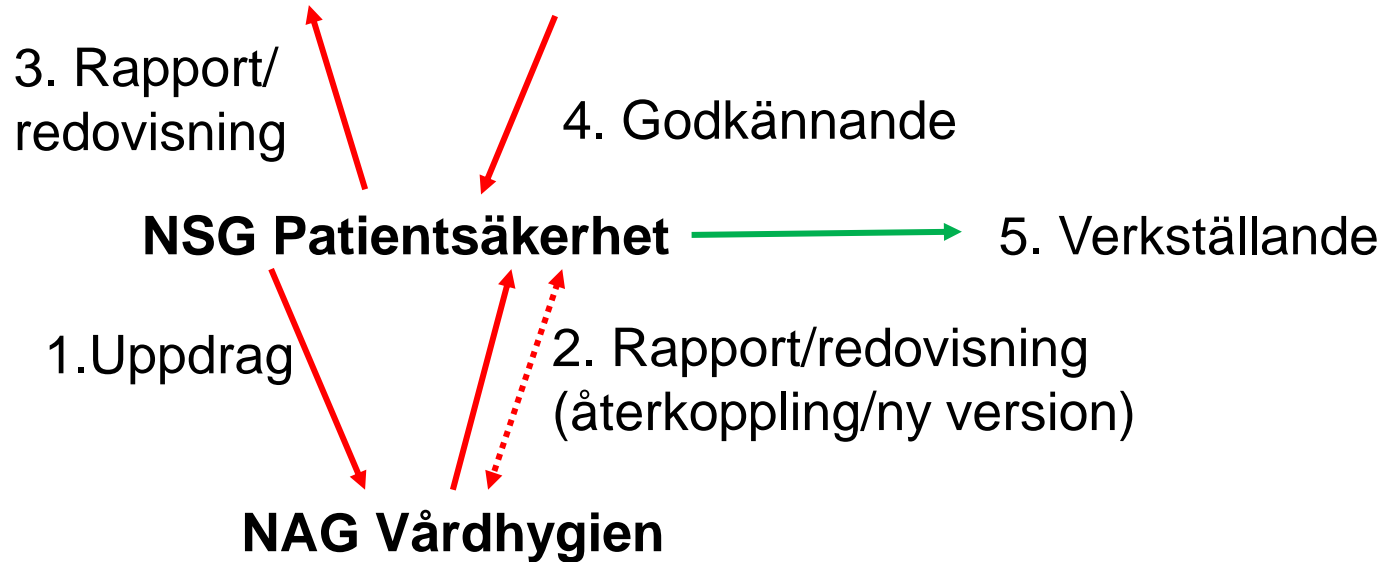 3. Rapport/
redovisning
4. Godkännande
NSG Patientsäkerhet
5. Verkställande
1.Uppdrag
2. Rapport/redovisning
(återkoppling/ny version)
NAG Vårdhygien